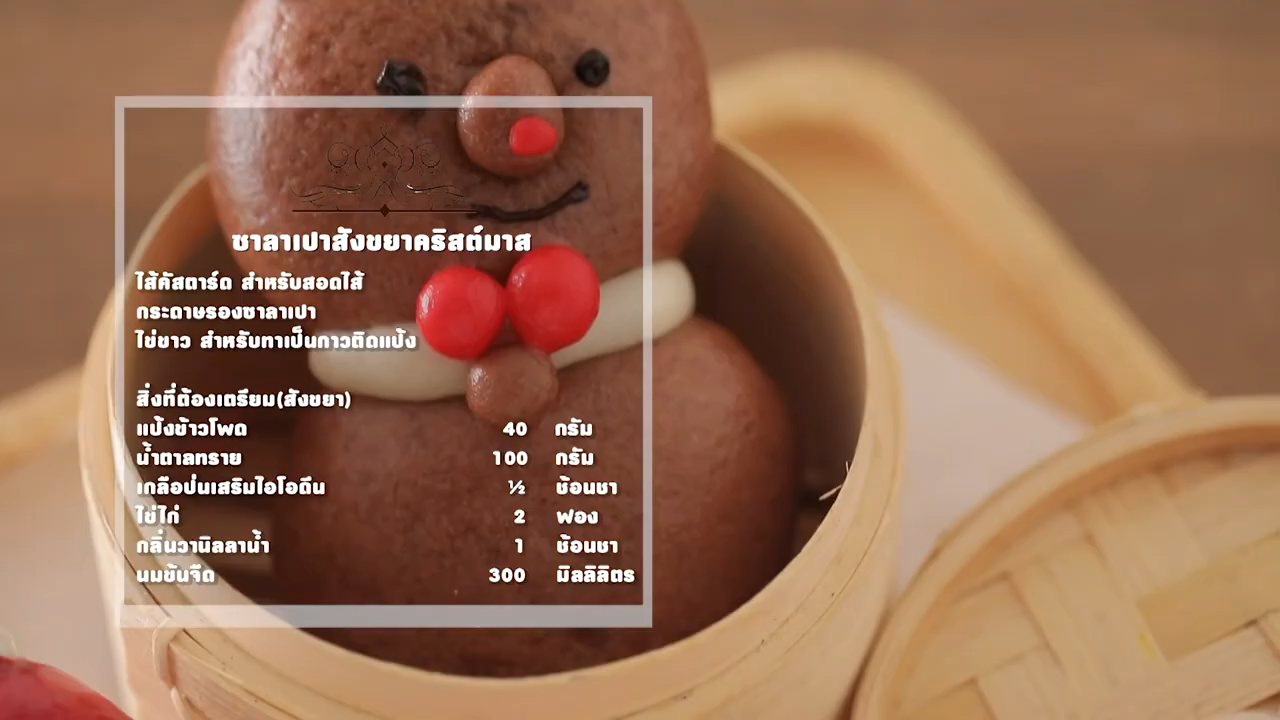 ซาลาเปาสังขยาคริสต์มาส
ไส้คัสตาร์ด สำหรับสอดไส้
กระดาษรองซาลาเปา
ไข่ขาว สำหรับทาเป็นกาวติดแป้ง
สิ่งที่ต้องเตรียม(สังขยา)
แป้งข้าวโพด 40 กรัม
น้ำตาลทราย 100 กรัม
เกลือป่นเสริมไอโอดีน ½ ช้อนชา
ไข่ไก่ 2 ฟอง
กลิ่นวานิลลาน้ำ 1 ช้อนชา
นมข้นจืด 300 มิลลิลิตร